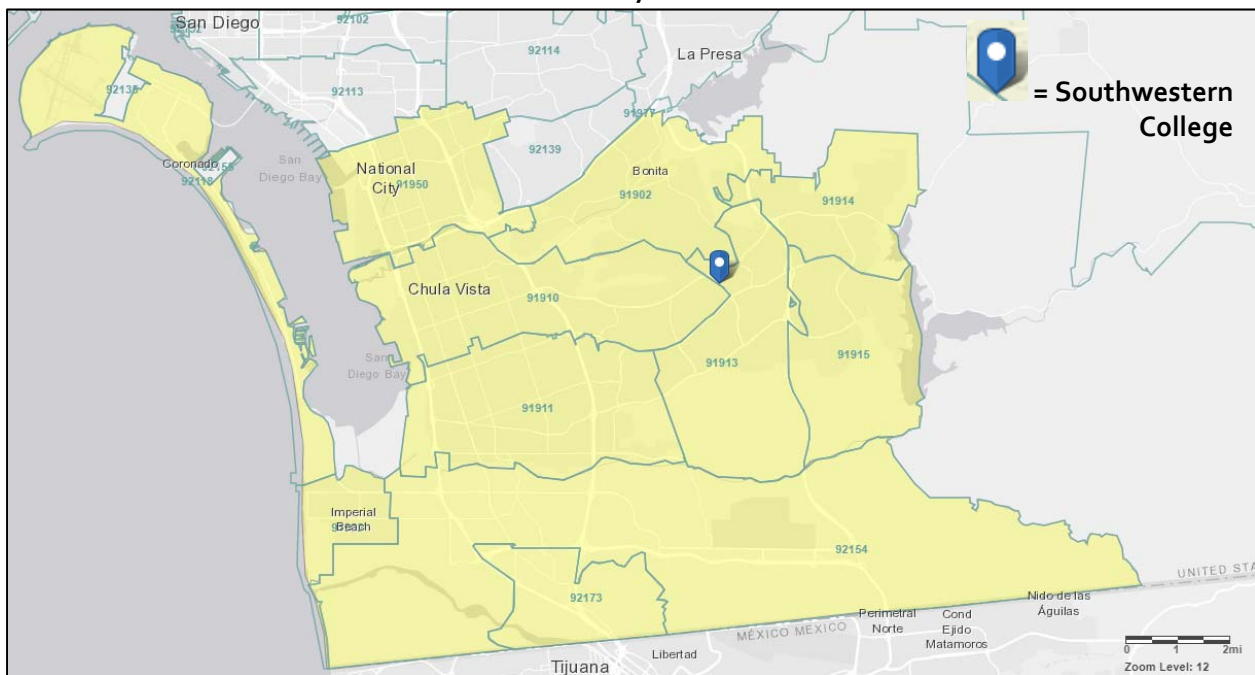 San Diego
92102
92114
La Presa
92113
= Southwestern
College
92135
91977
92139
San
Diego Bay
Coronado
92118
National
City
91950
Bonita
91902
91914
Chula Vista
91910
San
Diego Bay
91913
91915
91911
Imperial
Beach
92154
92173
UNITED STA
Nido de las
Águilas
Perimetral
Norte
Cond
Ejido
Matamoros
MÉXICO MEXICO
Libertad
Tijuana
0 1 2mi
Zoom Level: 12